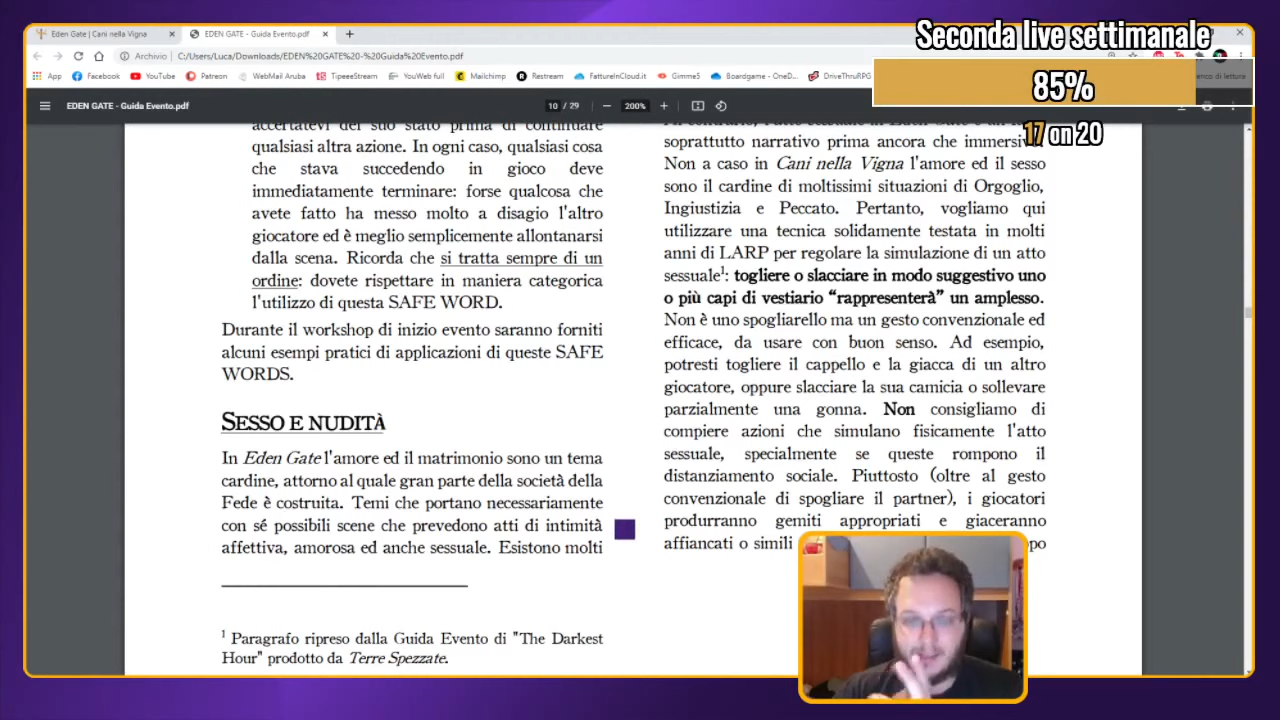 Seconda live settimanale
85%
17 on 20
Eden Gate | Cani nella Vigna
EDEN GATE - Guida Evento.pdf
Archivio
C:/Users/Luca/Downloads/EDEN%20GATE%20-%20Guida%20Evento.pdf
App
Facebook
YouTube
Patreon
WebMail Aruba
TipeeeStream
YouWeb full
Mailchimp
Restream
FattureInCloud.it
Gimme5
Boardgame - OneD...
DriveThruRPG
enco di lettura
EDEN GATE - Guida Evento.pdf
10 / 29
200%
accertatevi del suo stato prima di continuare
qualsiasi altra azione. In ogni caso, qualsiasi cosa
che stava succedendo in gioco deve
immediatamente terminare: forse qualcosa che
avete fatto ha messo molto a disagio l'altro
giocatore ed è meglio semplicemente allontanarsi
dalla scena. Ricorda che si tratta sempre di un
ordine: dovete rispettare in maniera categorica
l'utilizzo di questa SAFE WORD.
Durante il workshop di inizio evento saranno forniti
alcuni esempi pratici di applicazioni di queste SAFE
WORDS.
SESSO E NUDITÀ
In Eden Gate l'amore ed il matrimonio sono un tema
cardine, attorno al quale gran parte della società della
Fede è costruita. Temi che portano necessariamente
con sé possibili scene che prevedono atti di intimità
affettiva, amorosa ed anche sessuale. Esistono molti
1 Paragrafo ripreso dalla Guida Evento di "The Darkest
Hour" prodotto da Terre Spezzate.
soprattutto narrativo prima ancora che immersiv
Non a caso in Cani nella Vigna l'amore ed il sesso
sono il cardine di moltissimi situazioni di Orgoglio,
Ingiustizia e Peccato. Pertanto, vogliamo qui
utilizzare una tecnica solidamente testata in molti
anni di LARP per regolare la simulazione di un atto
sessuale1: togliere o slacciare in modo suggestivo uno
o più capi di vestiario “rappresenterà” un amplesso.
Non è uno spogliarello ma un gesto convenzionale ed
efficace, da usare con buon senso. Ad esempio,
potresti togliere il cappello e la giacca di un altro
giocatore, oppure slacciare la sua camicia o sollevare
parzialmente una gonna. Non consigliamo di
compiere azioni che simulano fisicamente l'atto
sessuale, specialmente se queste rompono il
distanziamento sociale. Piuttosto (oltre al gesto
convenzionale di spogliare il partner), i giocatori
produrranno gemiti appropriati e giaceranno
affiancati o simili